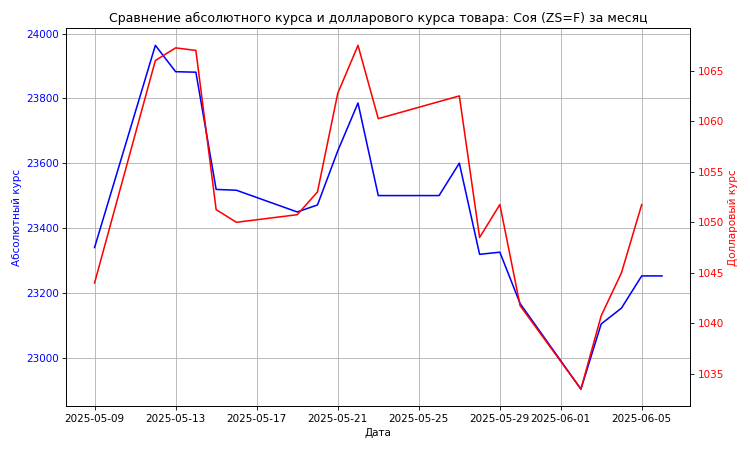 Сравнение абсолютного курса и долларового курса товара: Соя (ZS=F) за месяц
24000
23800
23600
23400
23200
23000
Абсолютный курс
1065
1060
1055
1050
1045
1040
1035
Долларовый курс
2025-05-09 2025-05-13 2025-05-17 2025-05-21 2025-05-25 2025-05-29 2025-06-01 2025-06-05
Дата